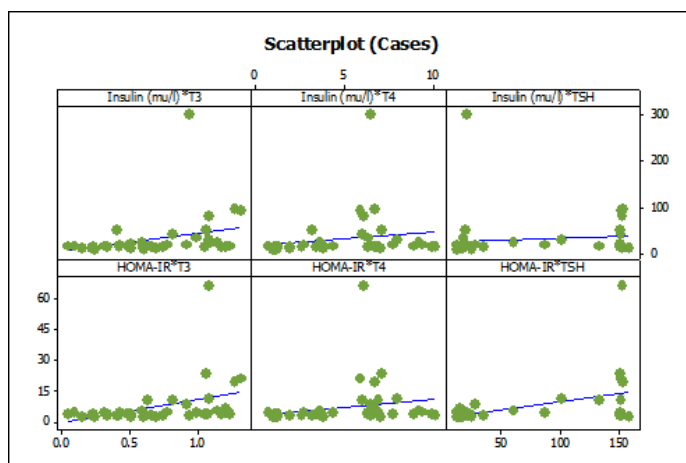 Scatterplot (Cases)
0 5 10
Insulin (mu/l)*T3 Insulin (mu/l)*T4 Insulin (mu/l)*TSH
300
200
100
0
HOMA-IR*T3 HOMA-IR*T4 HOMA-IR*TSH
60
45
30
15
0
0.0 0.5 1.0 50 100 150